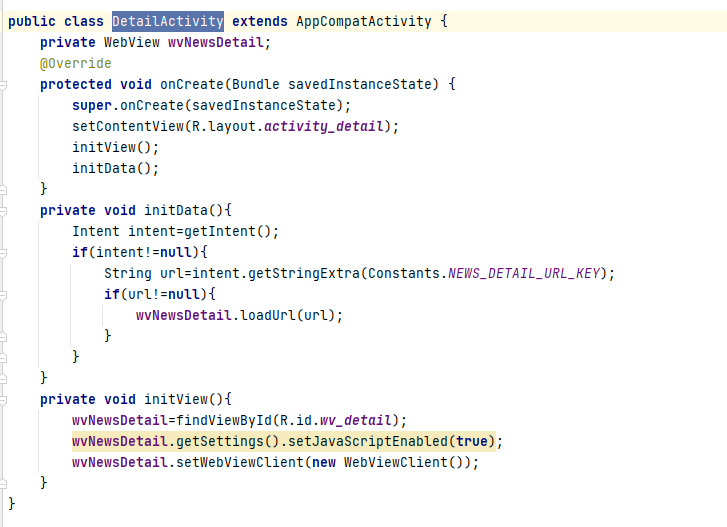 public class DetailActivity extends AppCompatActivity {
    private WebView wvNewsDetail;
    @Override
    protected void onCreate(Bundle savedInstanceState) {
        super.onCreate(savedInstanceState);
        setContentView(R.layout.activity_detail);
        initView();
        initData();
    }
    private void initData(){
        Intent intent=getIntent();
        if(intent!=null){
            String url=intent.getStringExtra(Constants.NEWS_DETAIL_URL_KEY);
            if(url!=null){
                wvNewsDetail.loadUrl(url);
            }
        }
    }
    private void initView(){
        wvNewsDetail=findViewById(R.id.wv_detail);
        wvNewsDetail.getSettings().setJavaScriptEnabled(true);
        wvNewsDetail.setWebViewClient(new WebViewClient());
    }
}